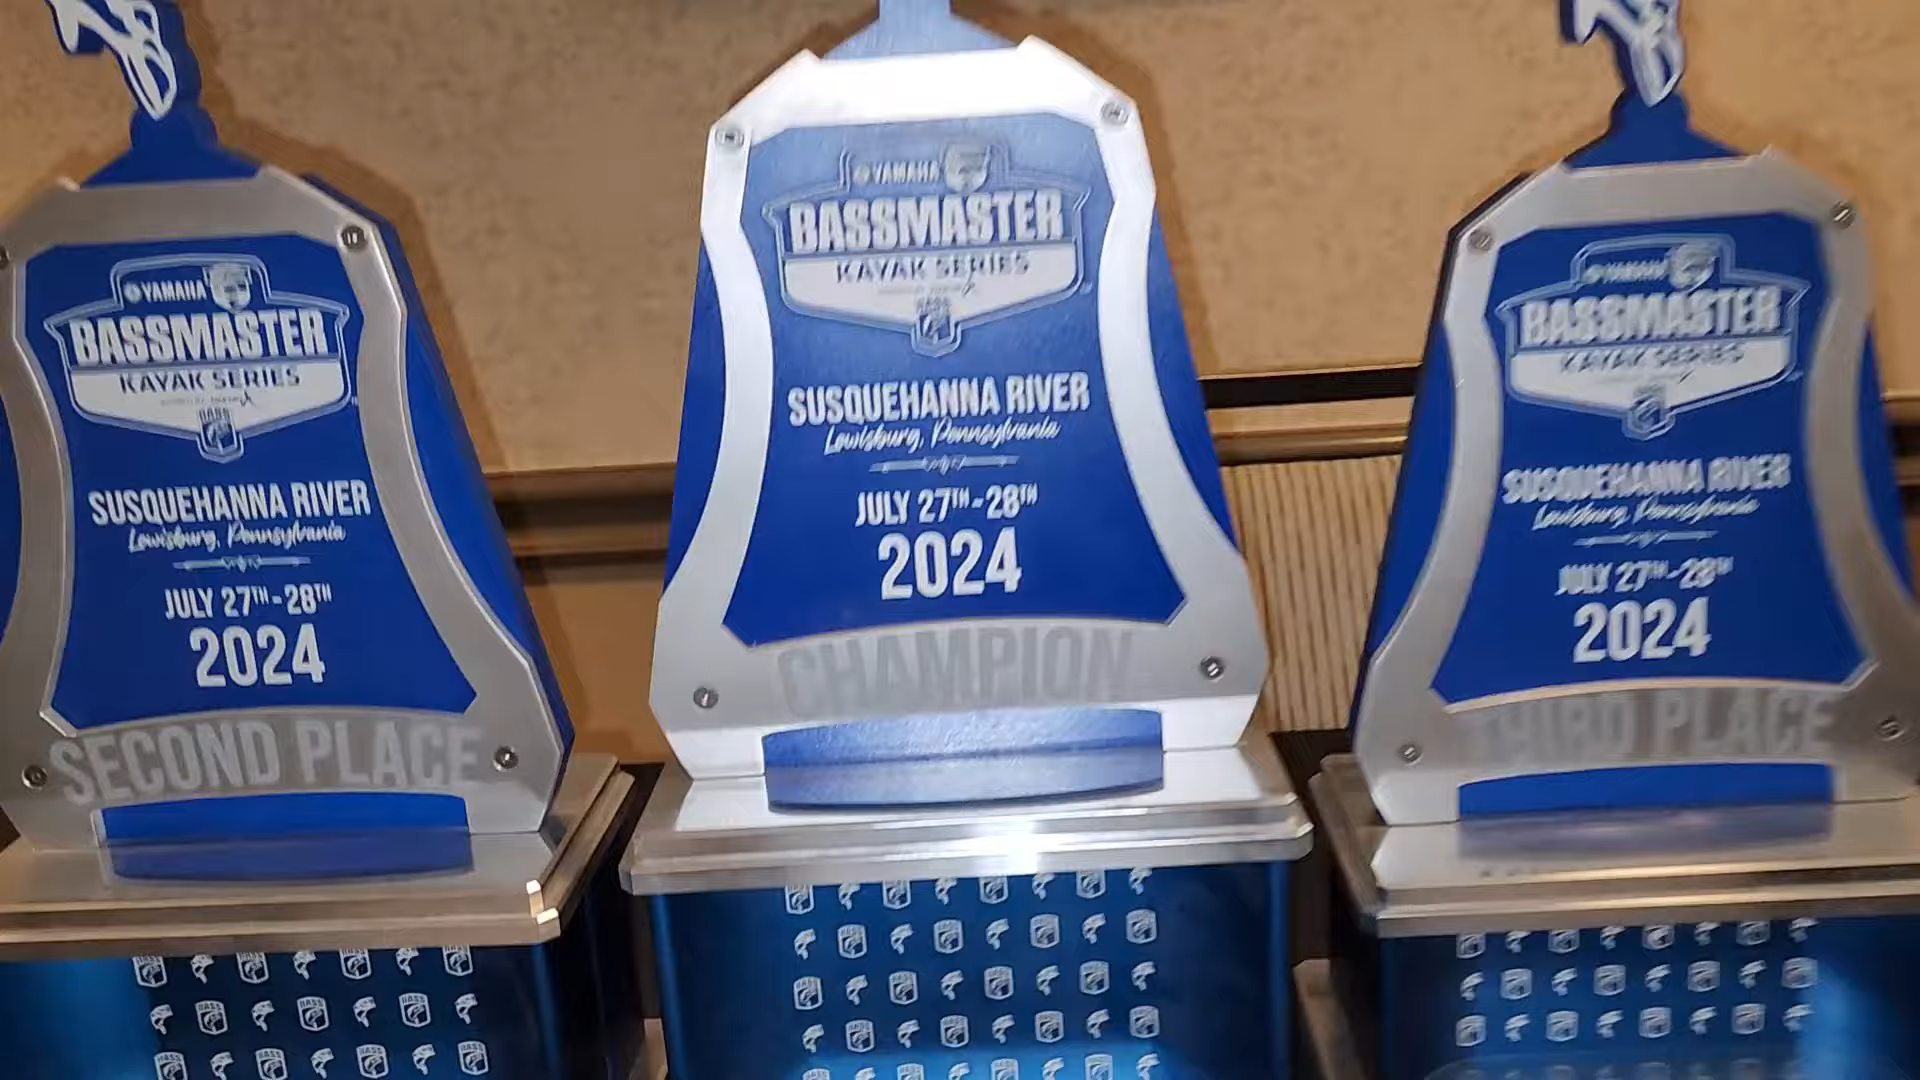 YAMAHA
BASSMASTER
KAYAK SERIES
BASS
SUSQUEHANNA RIVER
Lewisburg, Pennsylvania
JULY 27TH-28TH
2024
SECOND PLACE
YAMAHA
BASSMASTER
KAYAK SERIES
BASS
SUSQUEHANNA RIVER
Lewisburg, Pennsylvania
JULY 27TH-28TH
2024
CHAMPION
YAMAHA
BASSMASTER
KAYAK SERIES
SUSQUEHANNA RIVER
Lewisburg, Pennsylvania
JULY 27TH-28TH
2024
THIRD PLACE